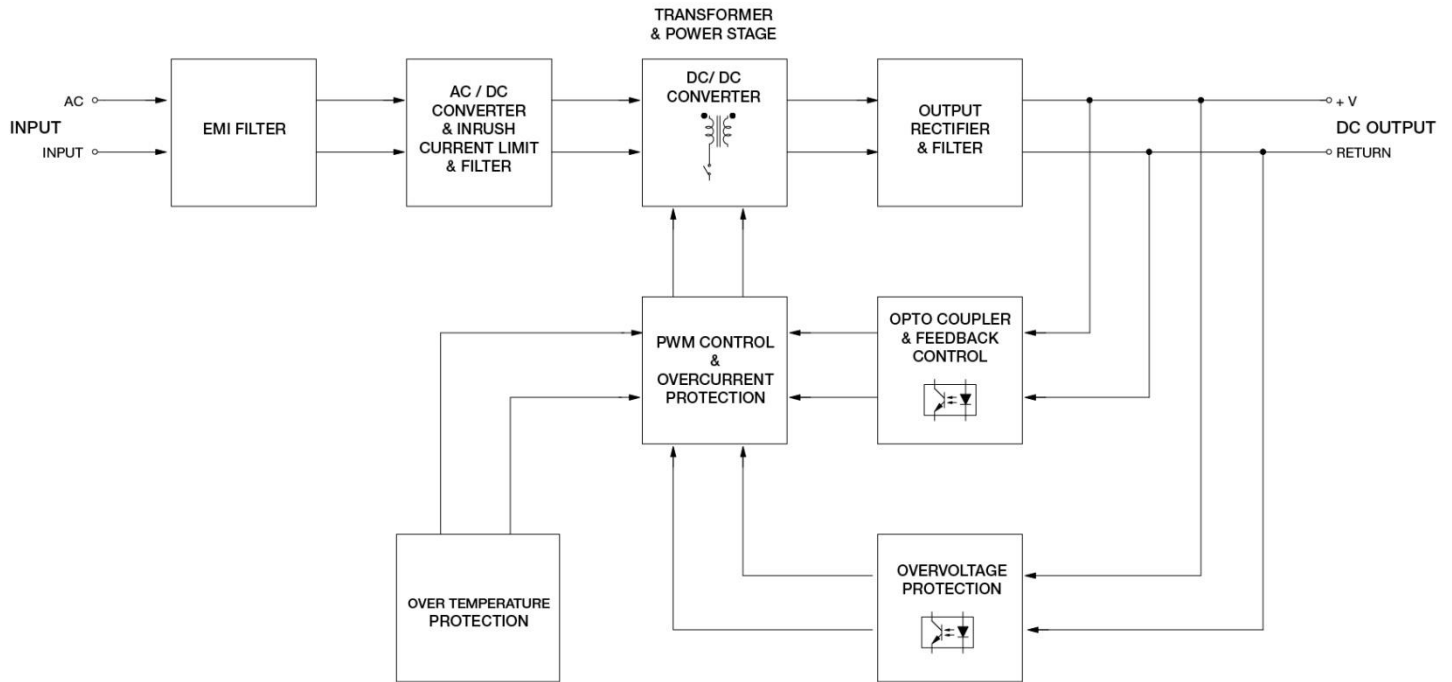 TRANSFORMER
& POWER STAGE
AC
INPUT
INPUT
EMI FILTER
AC / DC
CONVERTER
& INRUSH
CURRENT LIMIT
& FILTER
DC/ DC
CONVERTER
OUTPUT
RECTIFIER
& FILTER
+ V
DC OUTPUT
RETURN
PWM CONTROL
&
OVERCURRENT
PROTECTION
OPTO COUPLER
& FEEDBACK
CONTROL
OVER TEMPERATURE
PROTECTION
OVERVOLTAGE
PROTECTION